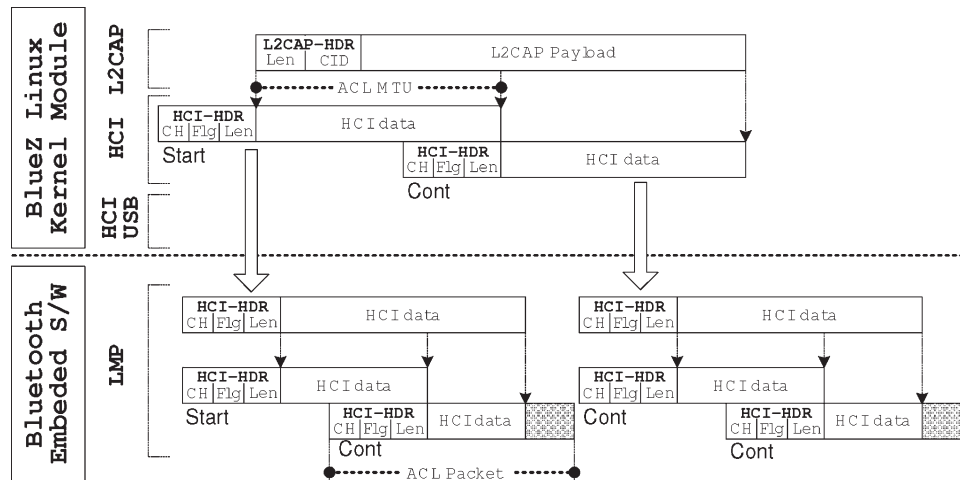 BlueZ Linux
Kernel Module
L2CAP
L2CAP-HDR
Len CID
L2CAP Payload
ACL MTU
HCI
HCI-HDR
CH Flg Len
HCI data
Start
HCI-HDR
CH Flg Len
HCI data
Cont
HCI
USB
Bluetooth
Embeded S/W
LMP
HCI-HDR
CH Flg Len
HCI data
HCI-HDR
CH Flg Len
HCI data
HCI-HDR
CH Flg Len
HCI data
Start
HCI-HDR
CH Flg Len
HCI data
Cont
HCI-HDR
CH Flg Len
HCI data
Cont
HCI-HDR
CH Flg Len
HCI data
Cont
ACL Packet